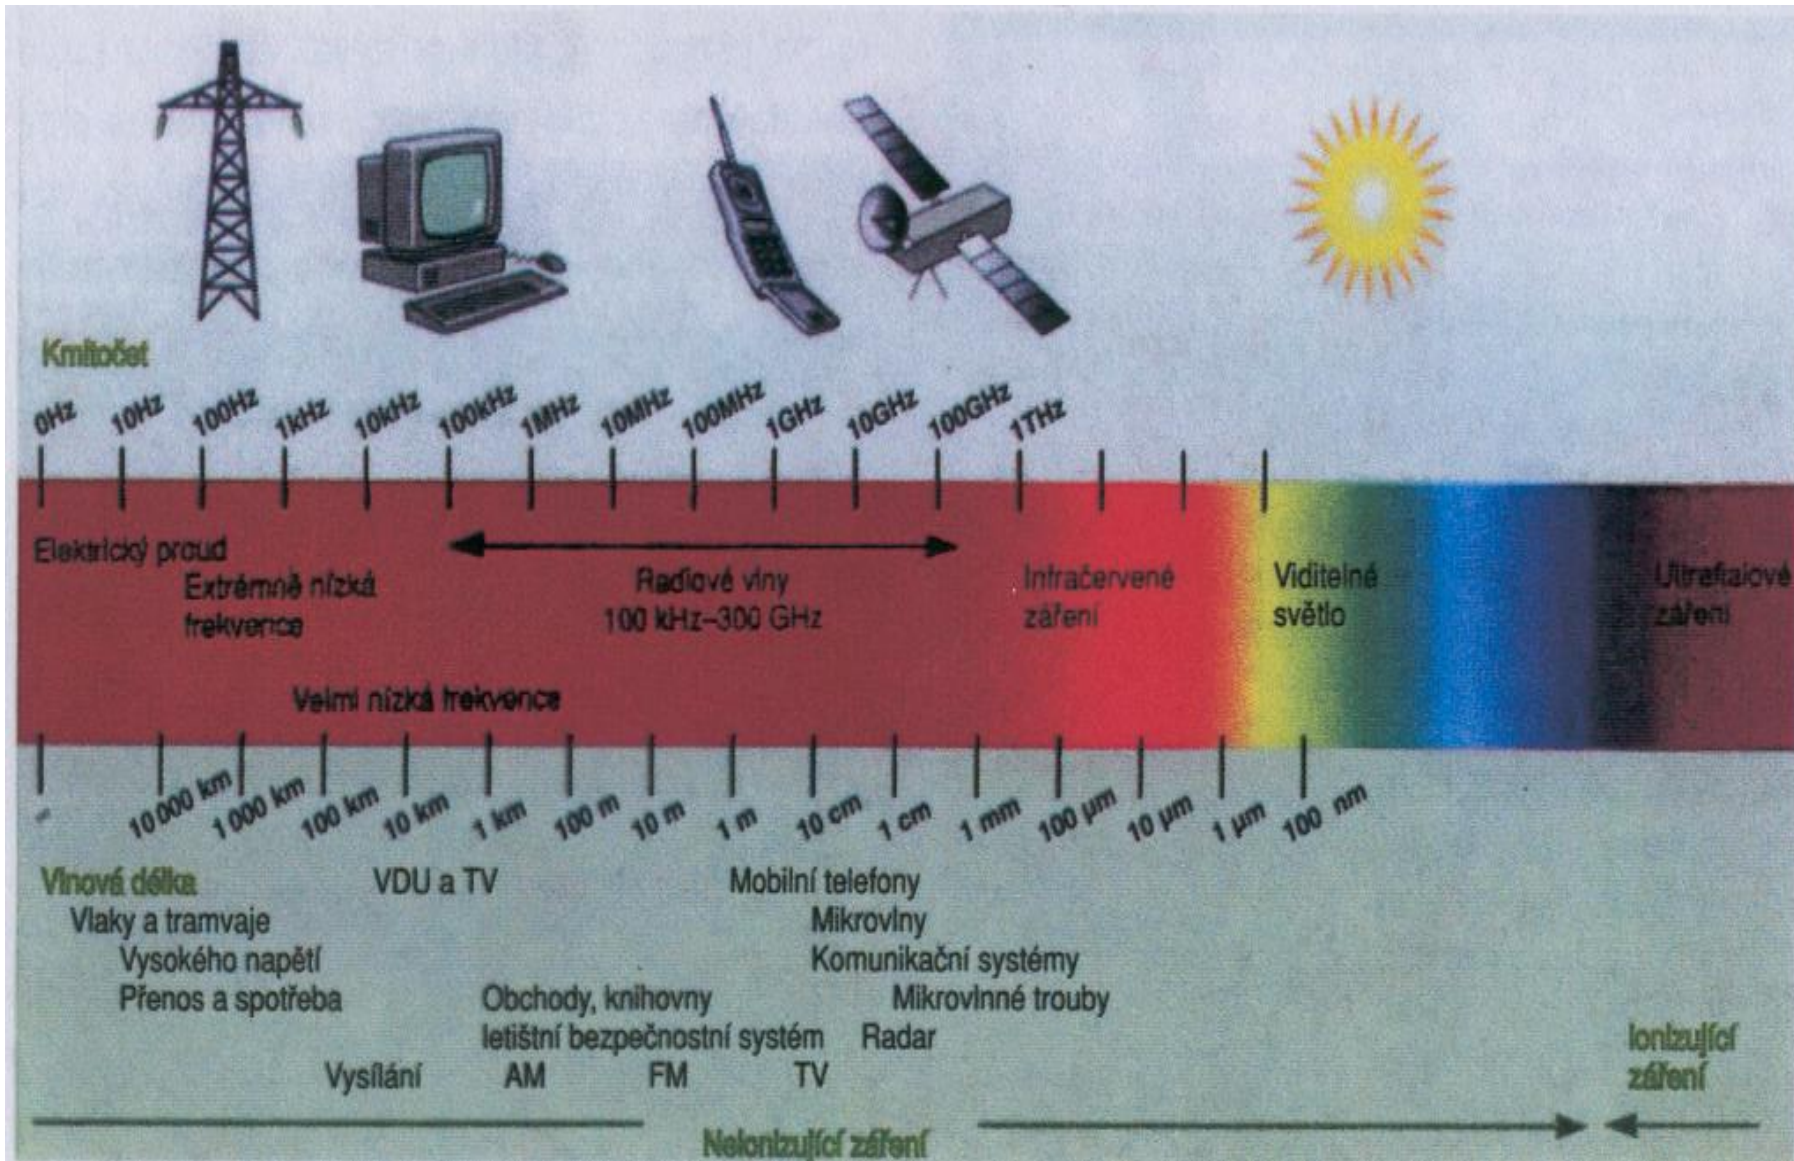 Kmitočet
0Hz 10Hz 100Hz 1kHz 10kHz 100kHz 1MHz 10MHz 100MHz 1GHz 10GHz 100GHz 1THz
Elektrický proud
Extrémně nízká
frekvence
Radiové vlny
100 kHz–300 GHz
Infračervené
záření
Viditelné
světlo
Ultrafialové
záření
Velmi nízká frekvence
10 000 km 1 000 km 100 km 10 km 1 km 100 m 10 m 1 m 10 cm 1 cm 1 mm 100 µm 10 µm 1 µm 100 nm
Vlnová délka
VDU a TV
Mobilní telefony
Vlaky a tramvaje
Mikrovlny
Vysokého napětí
Komunikační systémy
Přenos a spotřeba
Obchody, knihovny
Mikrovlnné trouby
letištní bezpečnostní systém
Radar
Vysílání AM FM TV
Ionizující
záření
Neionizující záření